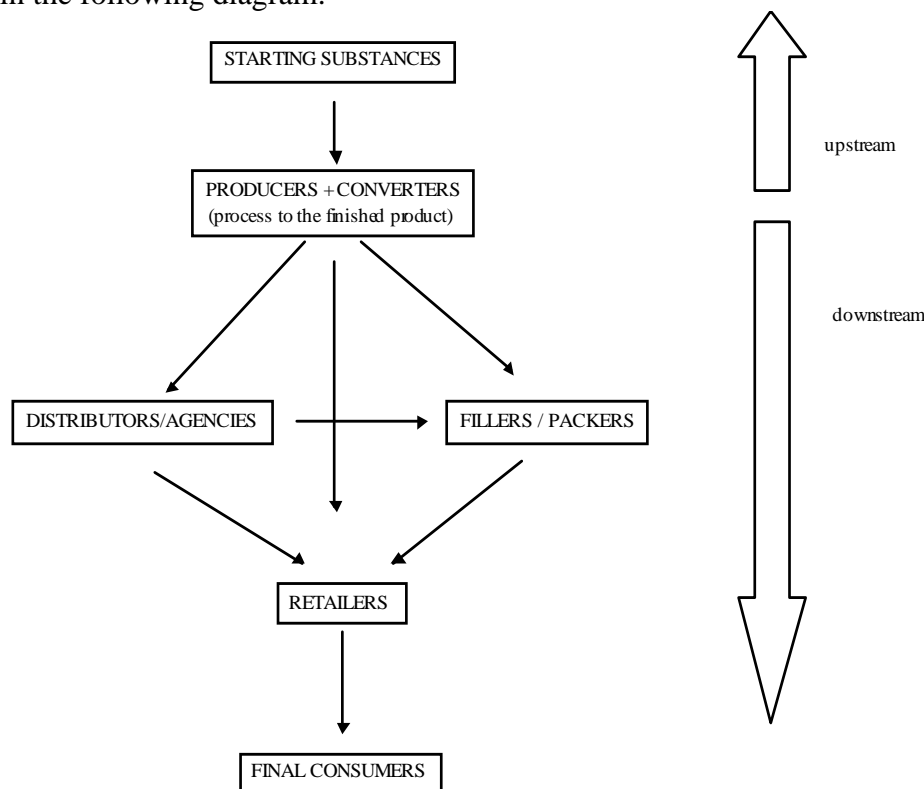 in the following diagram:
STARTING SUBSTANCES
upstream
PRODUCERS + CONVERTERS
(process to the finished product)
downstream
DISTRIBUTORS/AGENCIES
FILLERS / PACKERS
RETAILERS
FINAL CONSUMERS